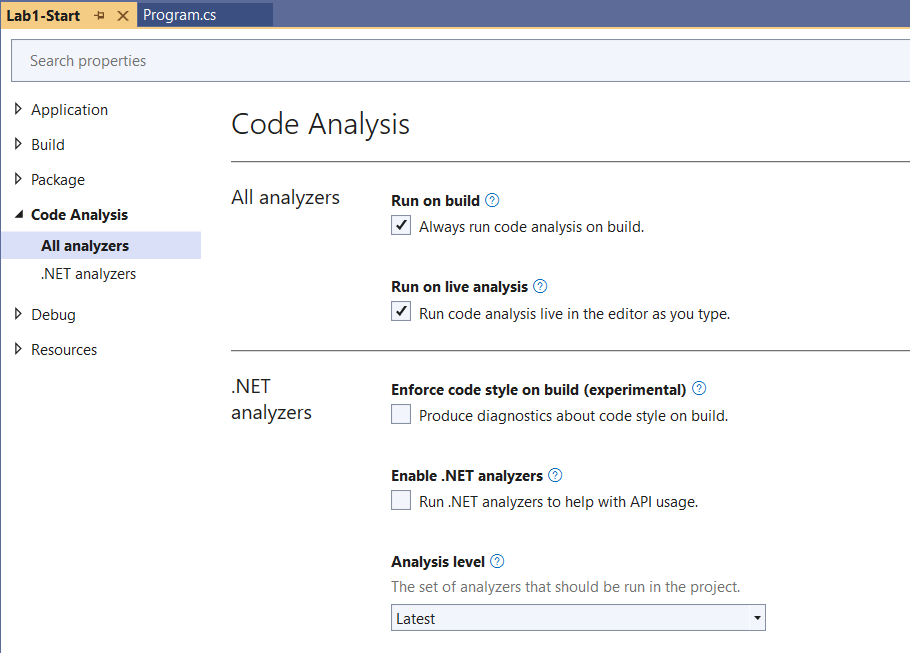 Lab1-Start
Program.cs
Search properties
Application
Build
Package
Code Analysis
All analyzers
.NET analyzers
Debug
Resources
Code Analysis
All analyzers
Run on build
Always run code analysis on build.
Run on live analysis
Run code analysis live in the editor as you type.
.NET
analyzers
Enforce code style on build (experimental)
Produce diagnostics about code style on build.
Enable .NET analyzers
Run .NET analyzers to help with API usage.
Analysis level
The set of analyzers that should be run in the project.
Latest